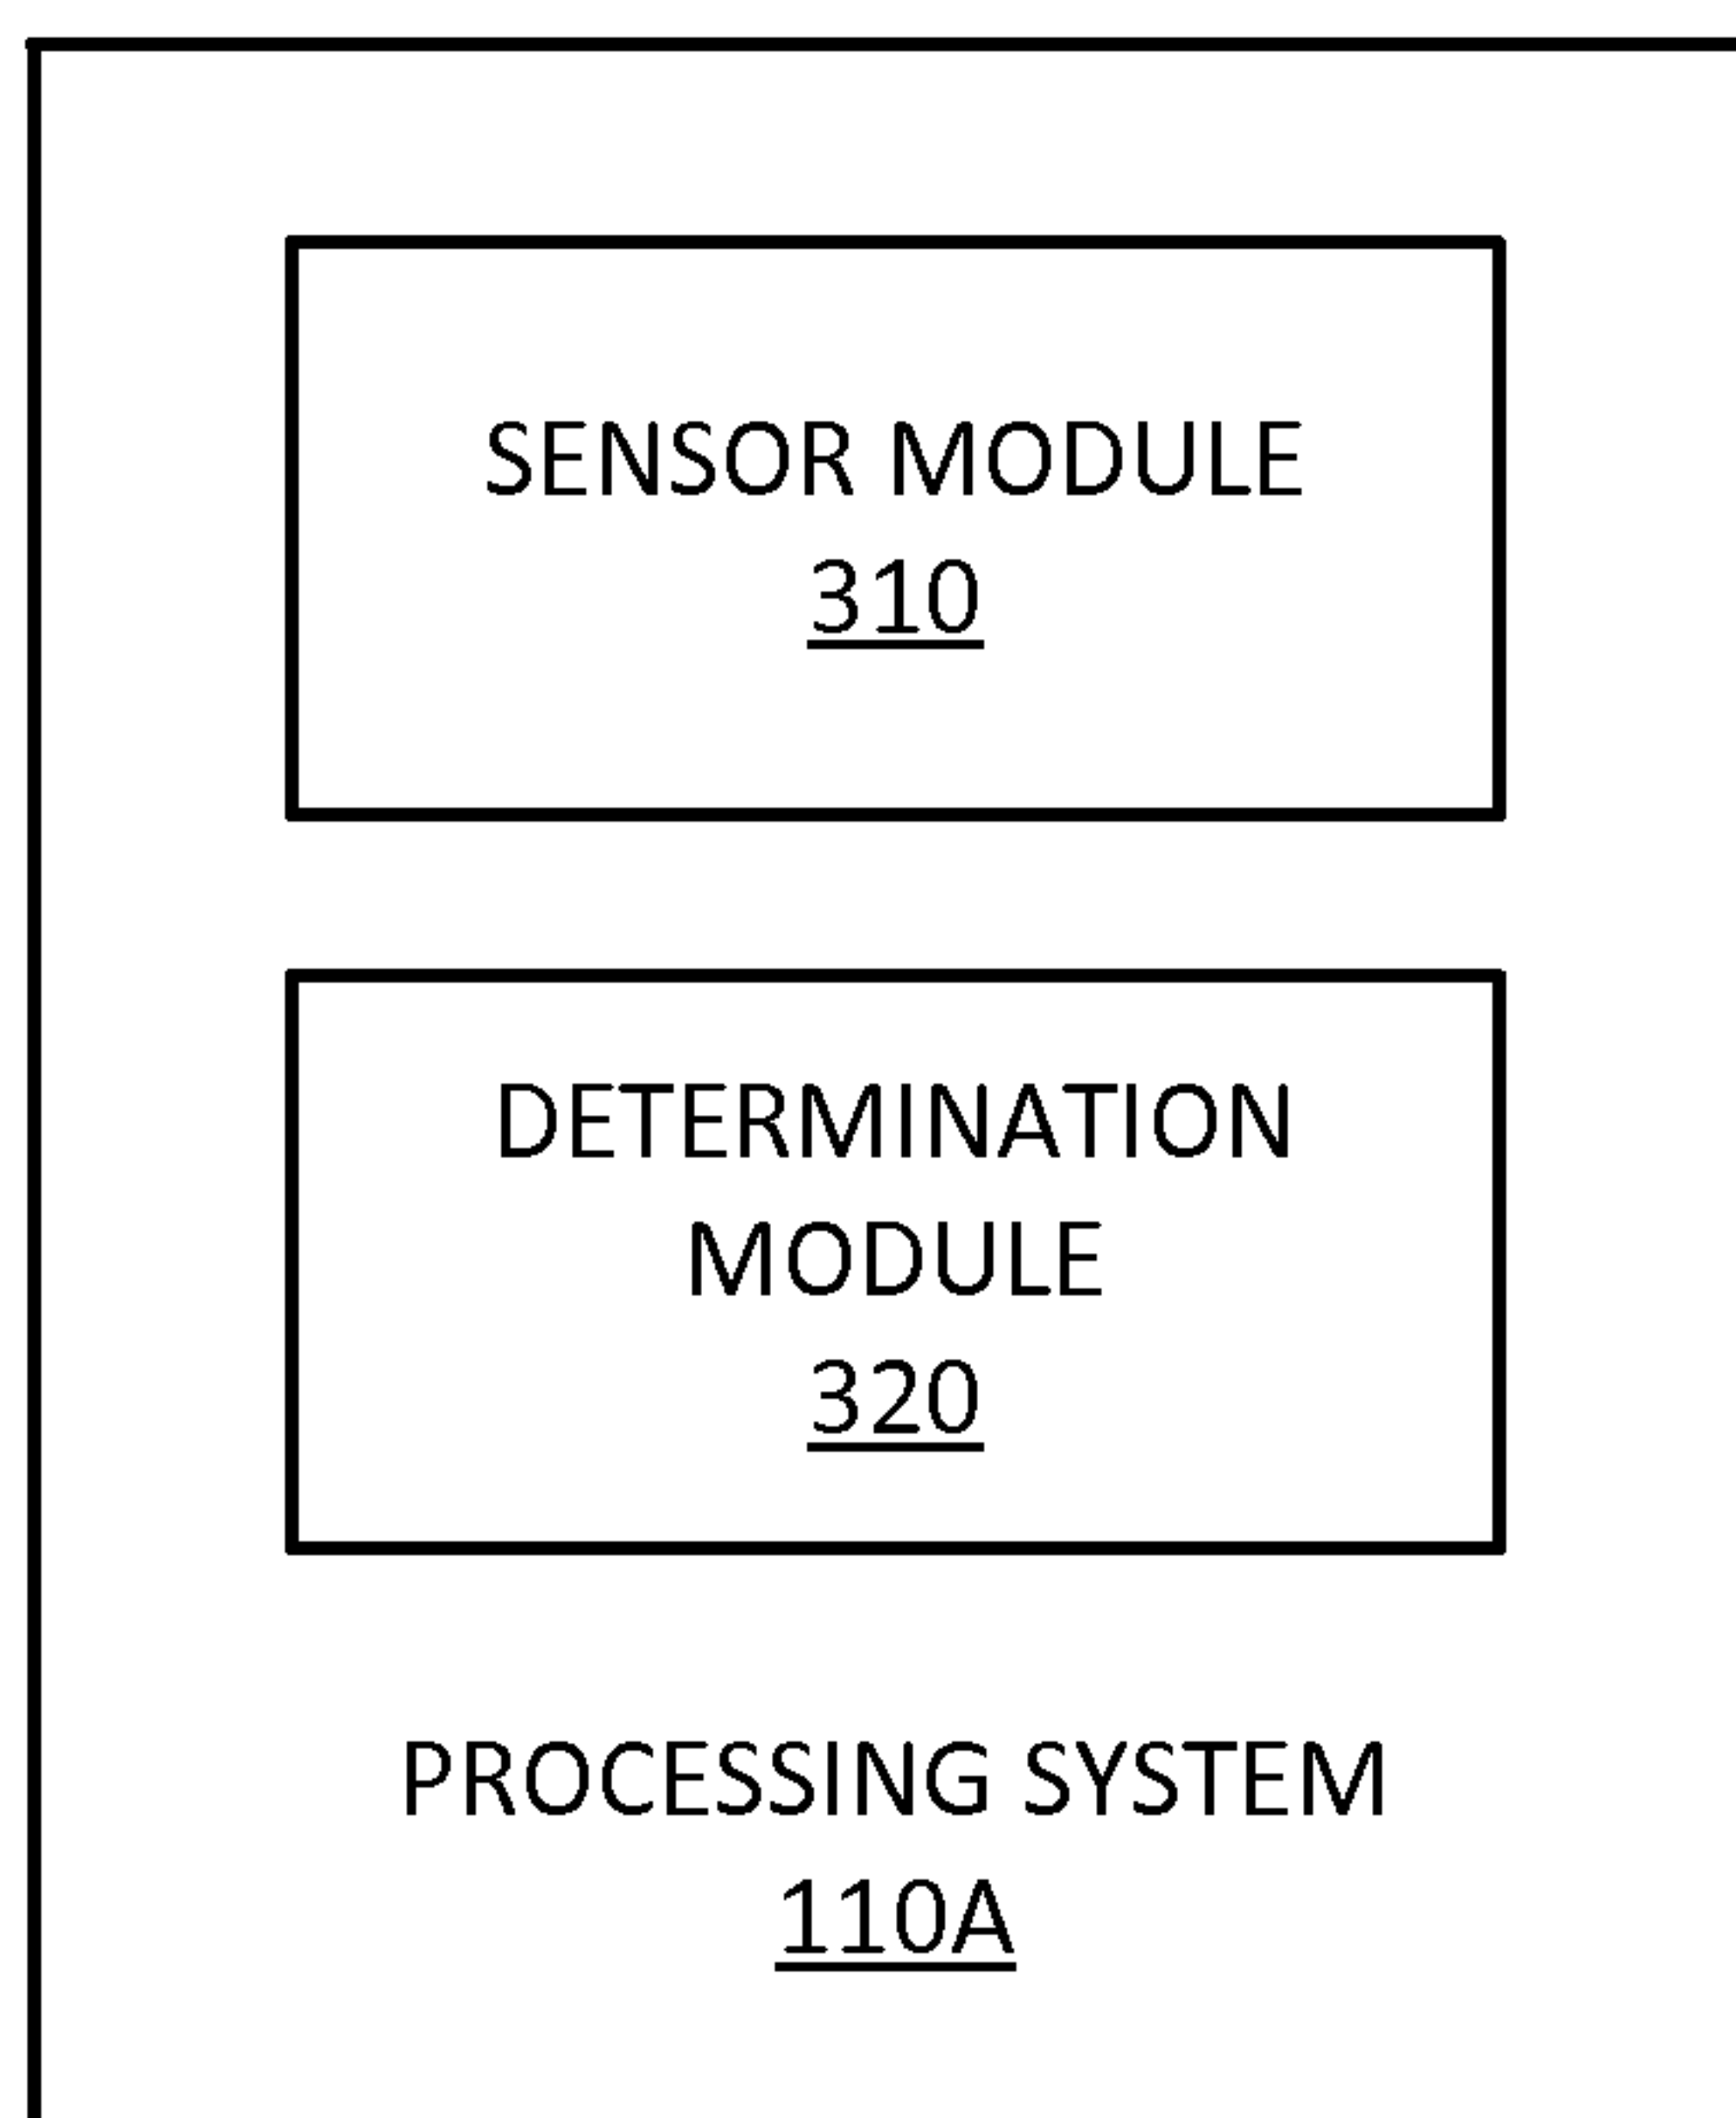 SENSOR MODULE
310
DETERMINATION
MODULE
320
PROCESSING SYSTEM
110A